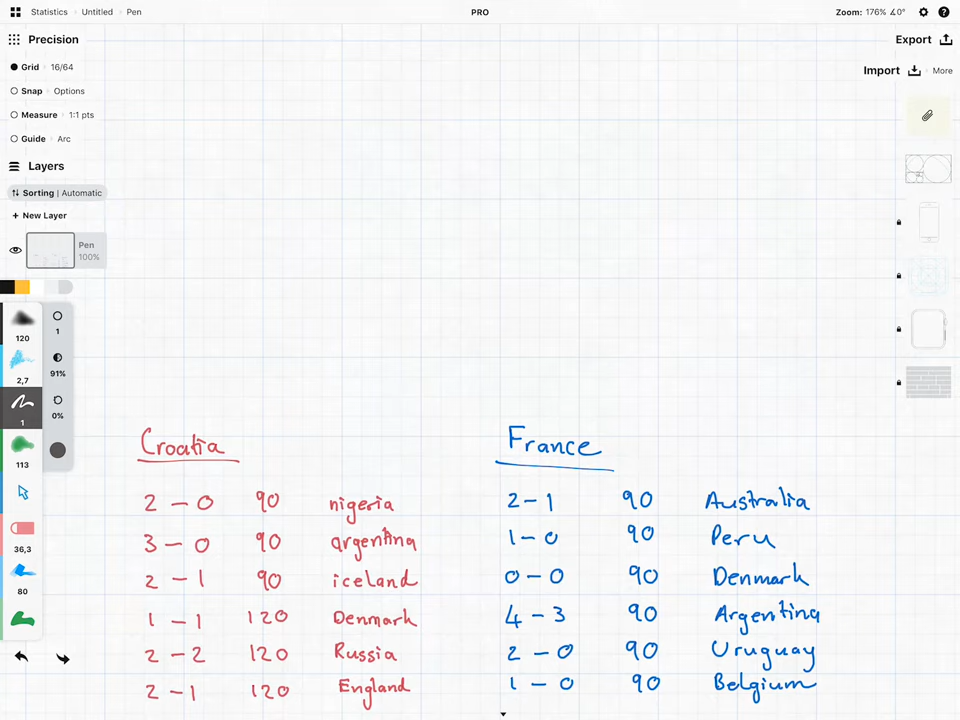 Statistics › Untitled › Pen
PRO
Zoom: 176% ∡0°
Precision
Export
Grid › 16/64
Import
More
Snap › Options
Measure › 1:1 pts
Guide › Arc
Layers
Sorting | Automatic
+ New Layer
Pen
100%
120
1
2,7
91%
1
0%
113
36,3
80
Croatia
2 - 0 90 nigeria
3 - 0 90 argentina
2 - 1 90 iceland
1 - 1 120 Denmark
2 - 2 120 Russia
2 - 1 120 England
France
2 - 1 90 Australia
1 - 0 90 Peru
0 - 0 90 Denmark
4 - 3 90 Argentina
2 - 0 90 Uruguay
1 - 0 90 Belgium